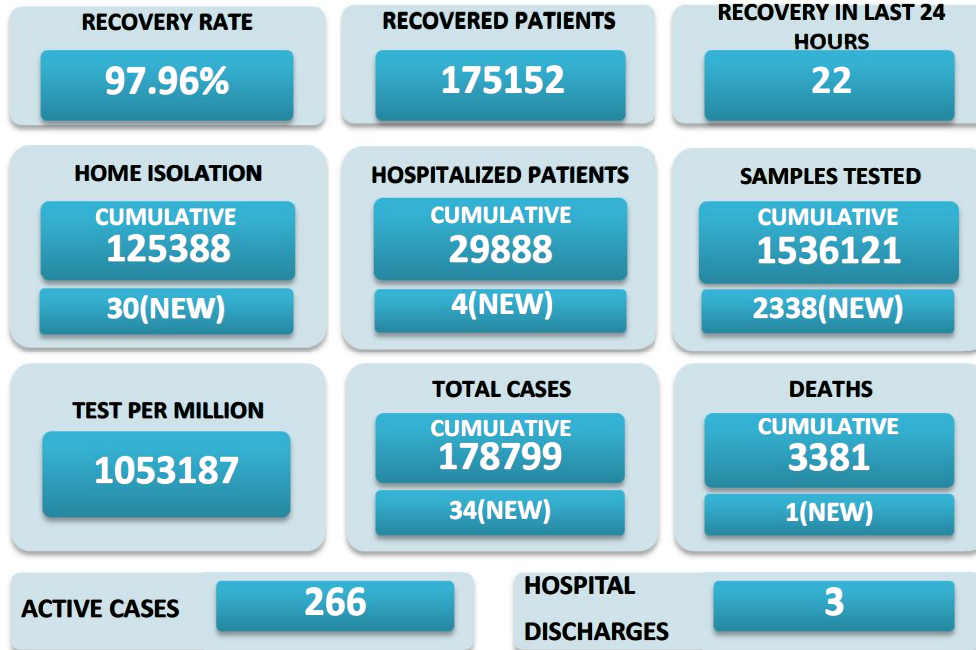 RECOVERY RATE
97.96%
RECOVERED PATIENTS
175152
RECOVERY IN LAST 24
HOURS
22
HOME ISOLATION
CUMULATIVE
125388
30(NEW)
HOSPITALIZED PATIENTS
CUMULATIVE
29888
4(NEW)
SAMPLES TESTED
CUMULATIVE
1536121
2338(NEW)
TEST PER MILLION
1053187
TOTAL CASES
CUMULATIVE
178799
34(NEW)
DEATHS
CUMULATIVE
3381
1(NEW)
ACTIVE CASES
266
HOSPITAL
DISCHARGES
3